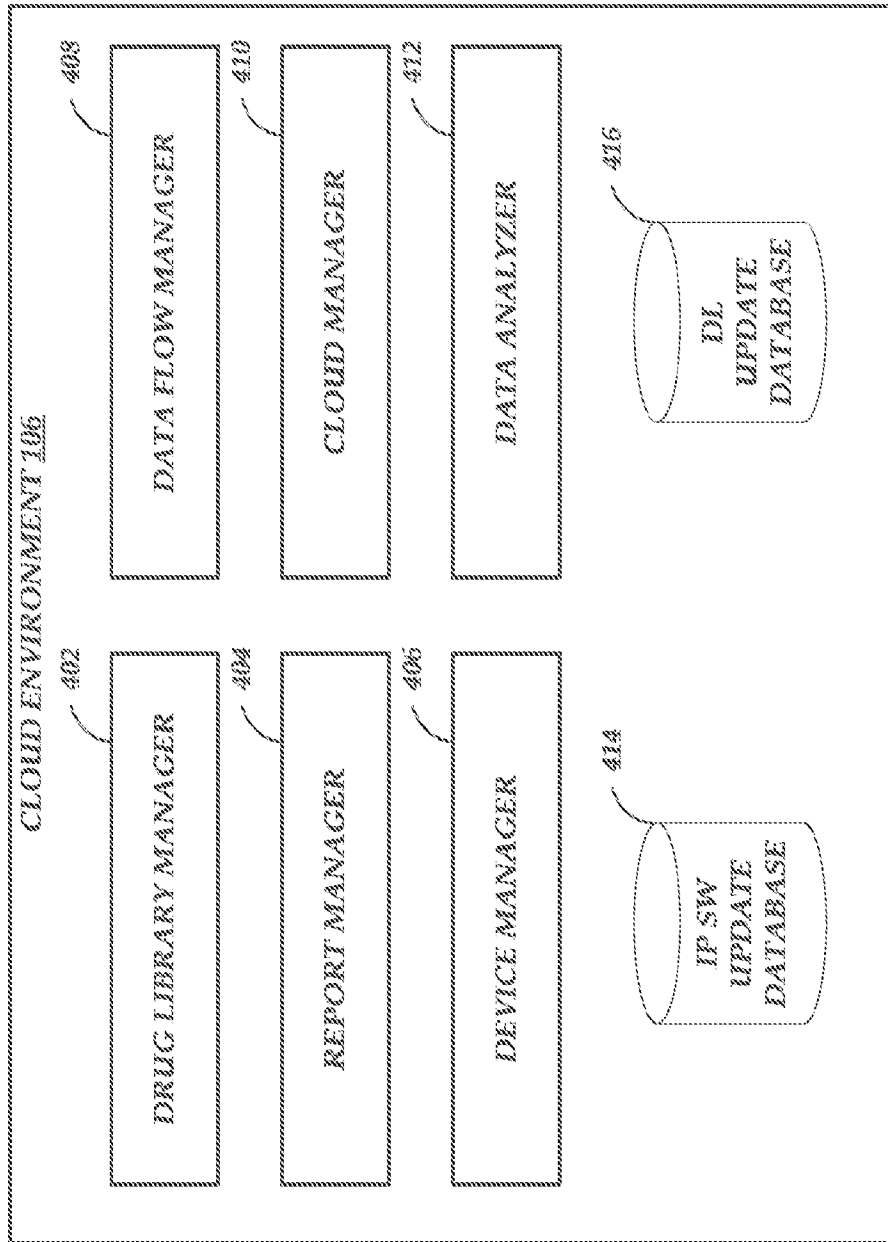 CLOUD ENVIRONMENT 106
402
DRUG LIBRARY MANAGER
408
DATA FLOW MANAGER
404
REPORT MANAGER
410
CLOUD MANAGER
406
DEVICE MANAGER
412
DATA ANALYZER
414
IP SW
UPDATE
DATABASE
416
DL
UPDATE
DATABASE